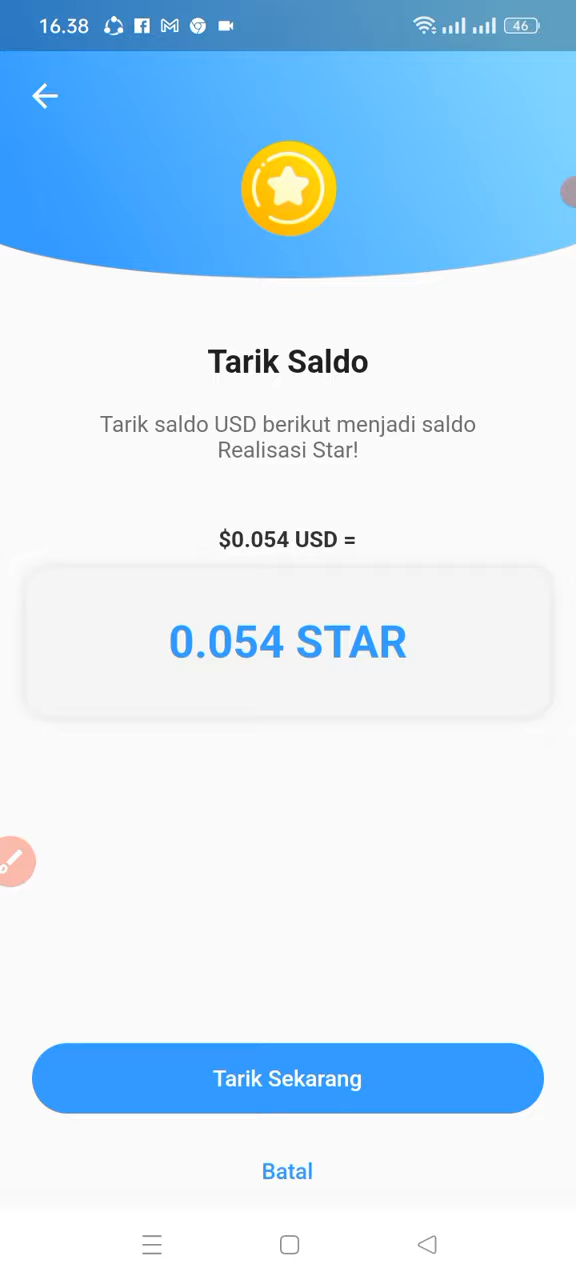 16.38
46
Tarik Saldo
Tarik saldo USD berikut menjadi saldo
Realisasi Star!
$0.054 USD =
0.054 STAR
Tarik Sekarang
Batal